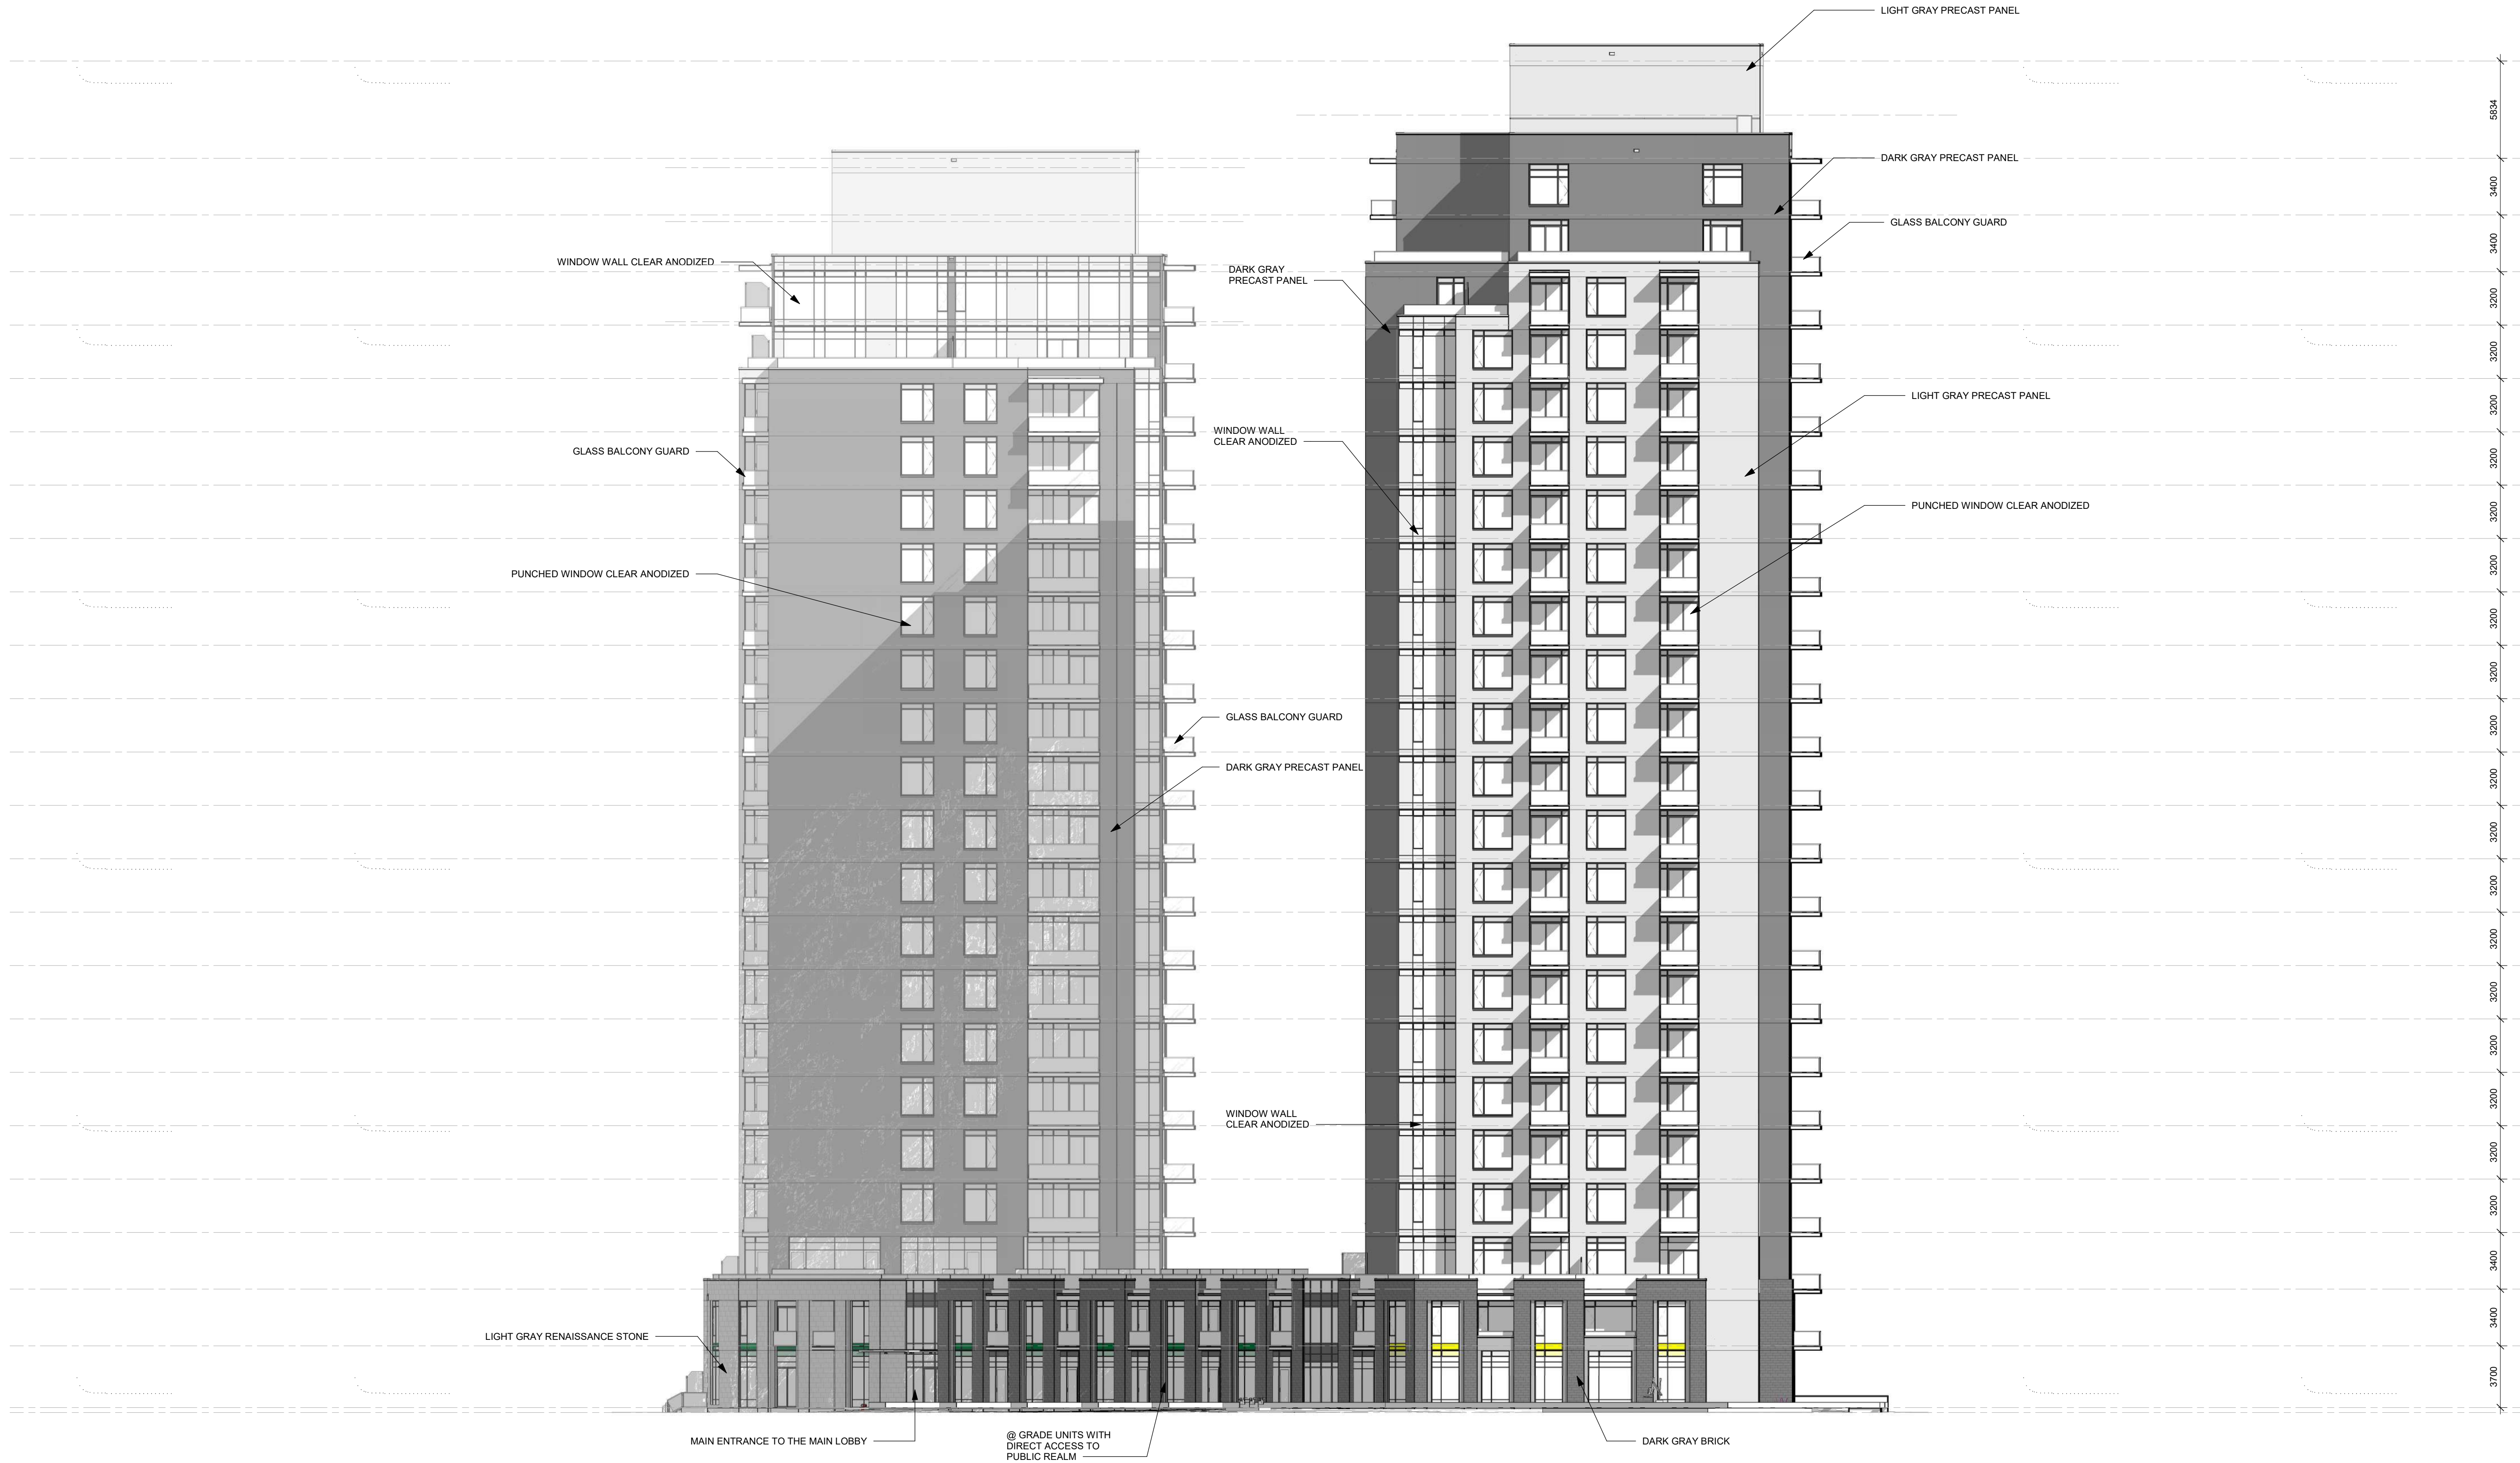 LIGHT GRAY PRECAST PANEL
5834
DARK GRAY PRECAST PANEL
3400
GLASS BALCONY GUARD
3400
WINDOW WALL CLEAR ANODIZED
DARK GRAY
PRECAST PANEL
3200
3200
LIGHT GRAY PRECAST PANEL
3200
WINDOW WALL
CLEAR ANODIZED
GLASS BALCONY GUARD
3200
PUNCHED WINDOW CLEAR ANODIZED
3200
PUNCHED WINDOW CLEAR ANODIZED
3200
3200
3200
GLASS BALCONY GUARD
3200
DARK GRAY PRECAST PANEL
3200
3200
3200
3200
3200
3200
3200
WINDOW WALL
CLEAR ANODIZED
3200
3200
3400
3400
LIGHT GRAY RENAISSANCE STONE
3700
MAIN ENTRANCE TO THE MAIN LOBBY
@ GRADE UNITS WITH
DIRECT ACCESS TO
PUBLIC REALM
DARK GRAY BRICK